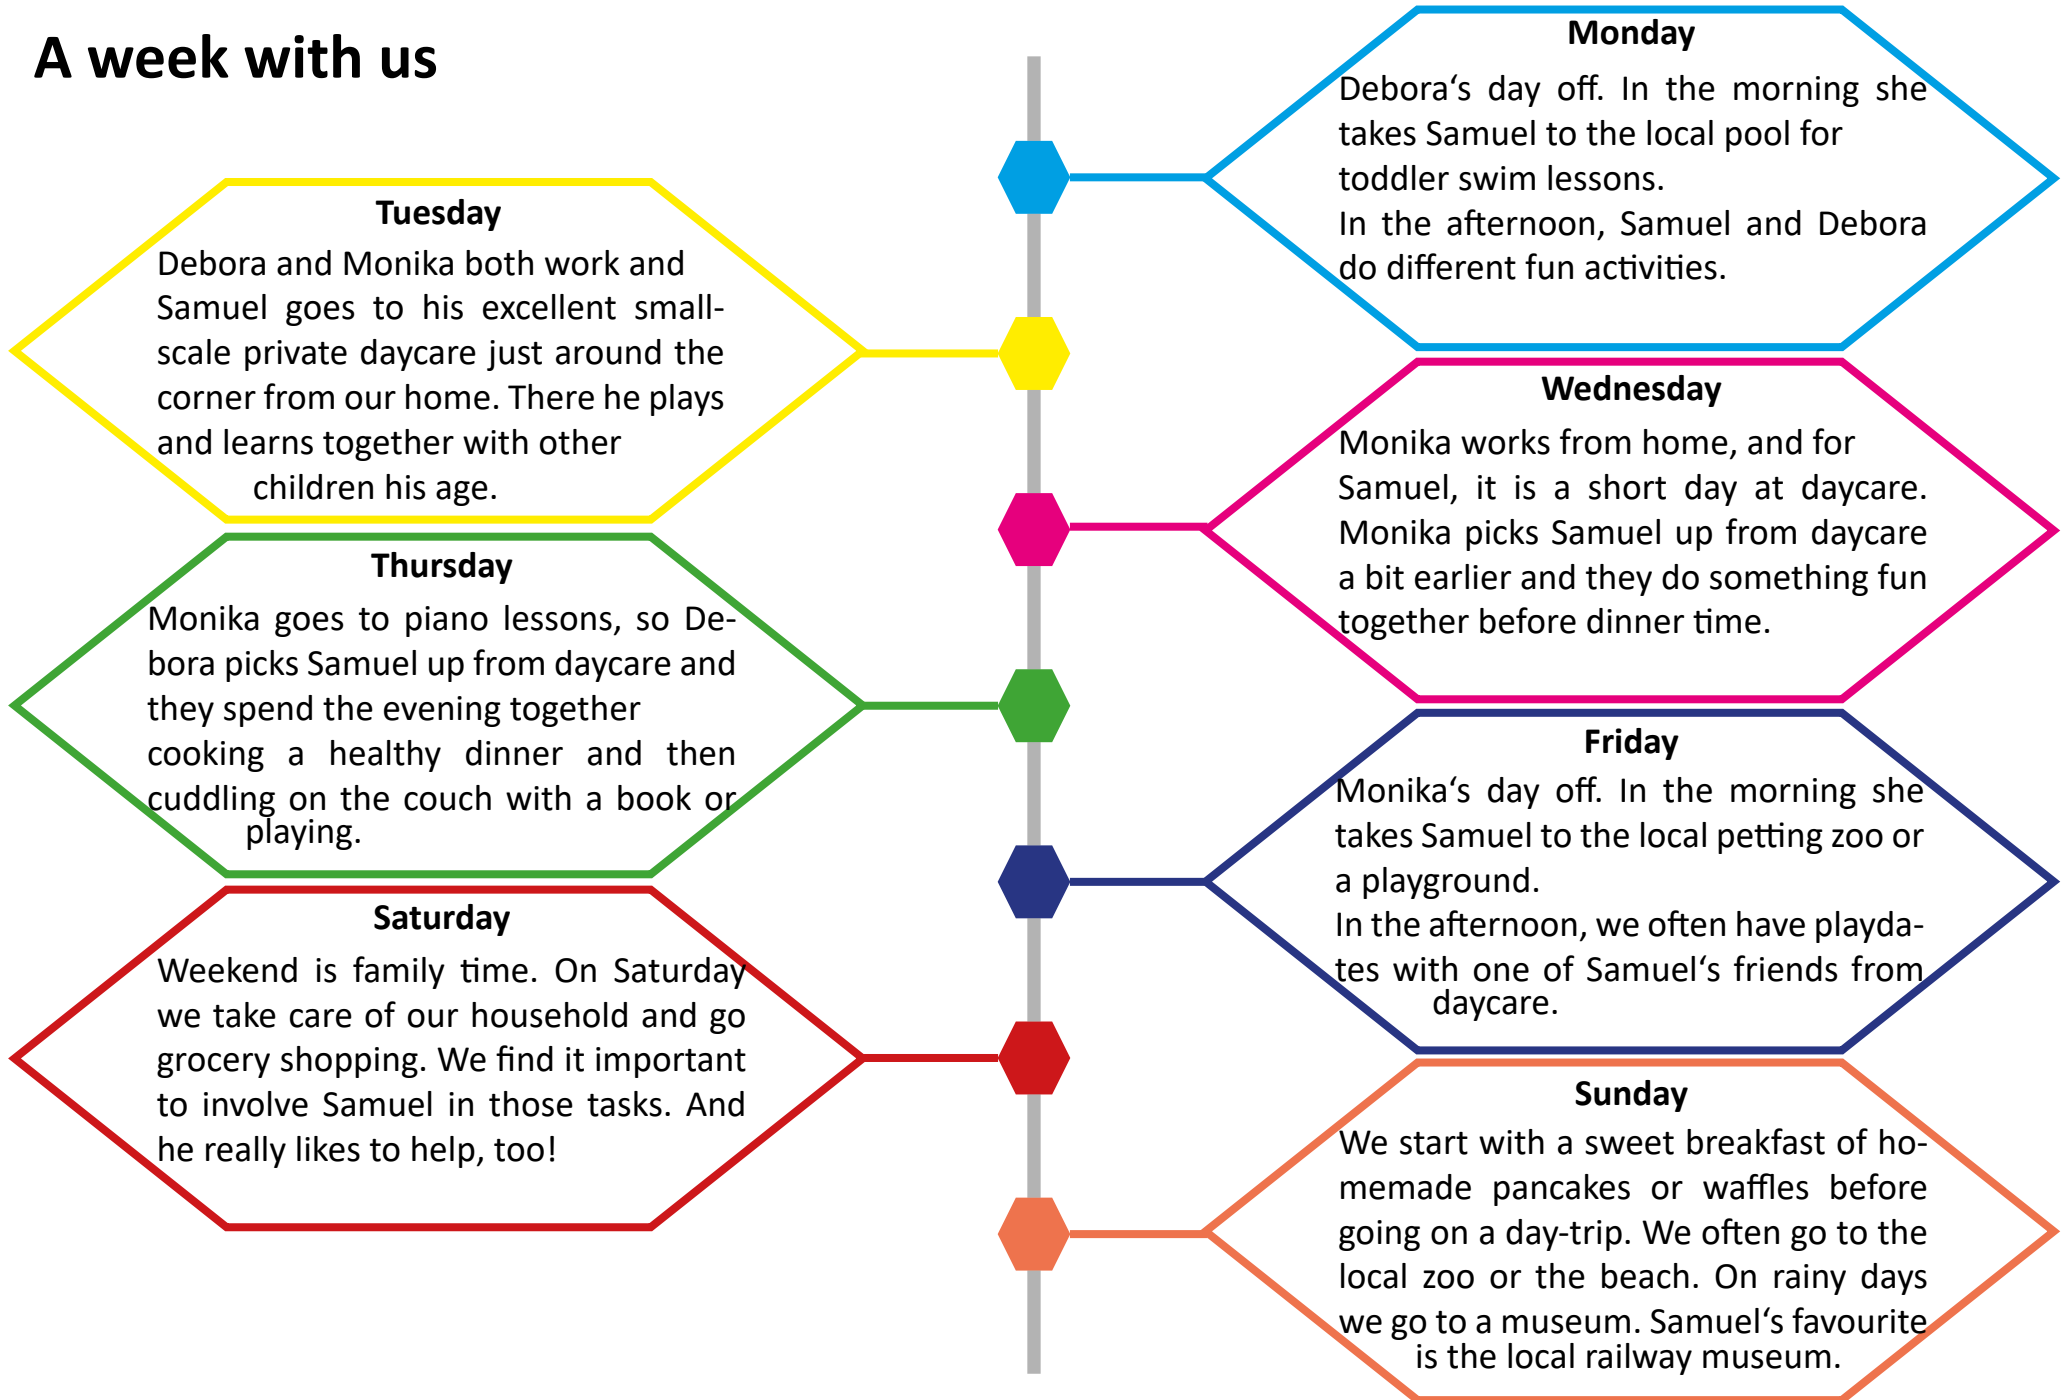 A week with us
Monday
Debora‘s day off. In the morning she
takes Samuel to the local pool for
toddler swim lessons.
In the afternoon, Samuel and Debora
do different fun activities.
Tuesday
Debora and Monika both work and
Samuel goes to his excellent small-
scale private daycare just around the
corner from our home. There he plays
and learns together with other
children his age.
Wednesday
Monika works from home, and for
Samuel, it is a short day at daycare.
Monika picks Samuel up from daycare
a bit earlier and they do something fun
together before dinner time.
Thursday
Monika goes to piano lessons, so De-
bora picks Samuel up from daycare and
they spend the evening together
cooking a healthy dinner and then
cuddling on the couch with a book or
playing.
Friday
Monika‘s day off. In the morning she
takes Samuel to the local petting zoo or
a playground.
In the afternoon, we often have playda-
tes with one of Samuel‘s friends from
daycare.
Saturday
Weekend is family time. On Saturday
we take care of our household and go
grocery shopping. We find it important
to involve Samuel in those tasks. And
he really likes to help, too!
Sunday
We start with a sweet breakfast of ho-
memade pancakes or waffles before
going on a day-trip. We often go to the
local zoo or the beach. On rainy days
we go to a museum. Samuel‘s favourite
is the local railway museum.